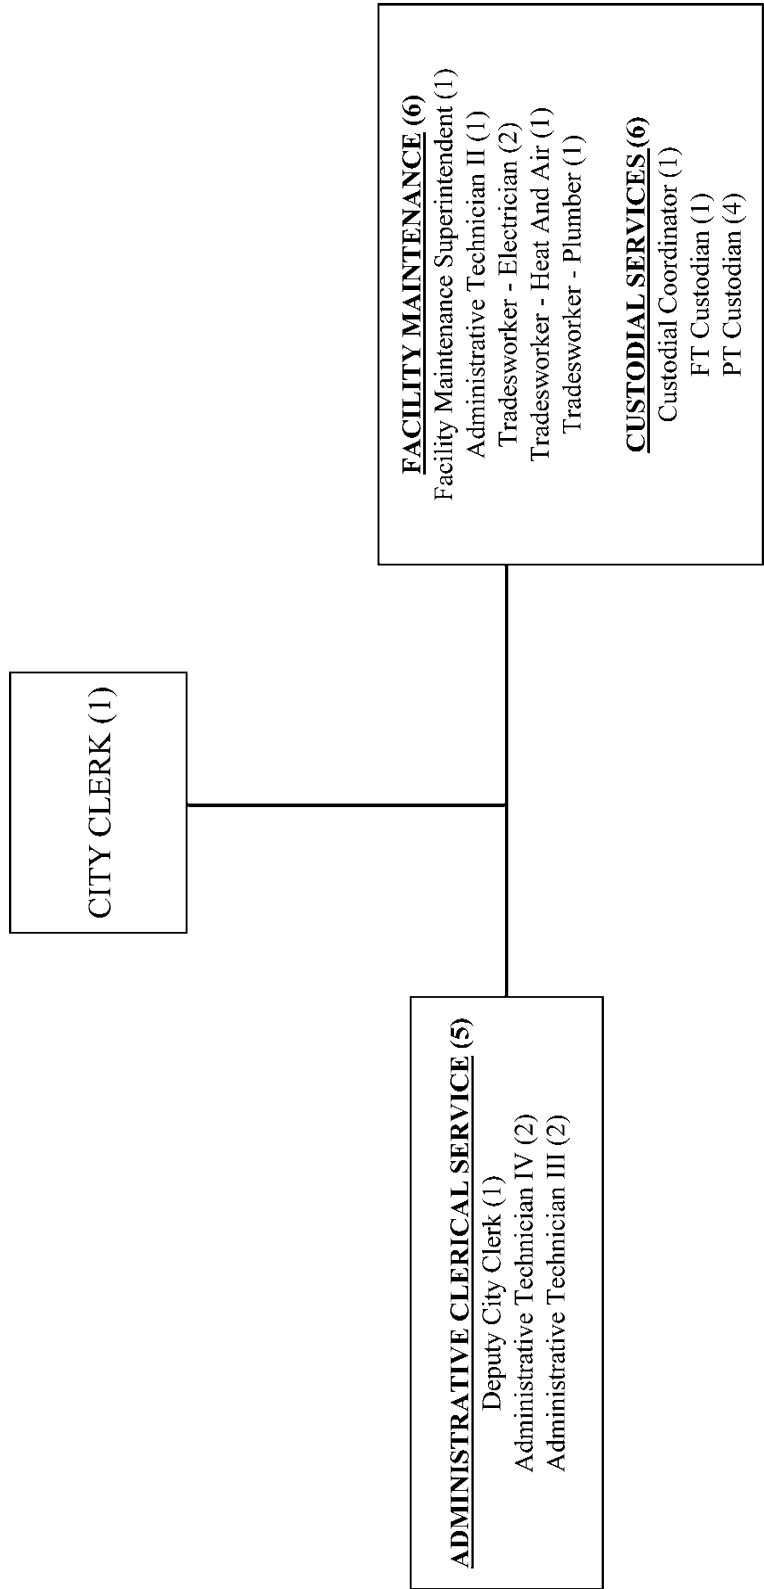 CITY CLERK (1)
ADMINISTRATIVE CLERICAL SERVICE (5)
Deputy City Clerk (1)
Administrative Technician IV (2)
Administrative Technician III (2)
FACILITY MAINTENANCE (6)
Facility Maintenance Superintendent (1)
Administrative Technician II (1)
Tradesworker - Electrician (2)
Tradesworker - Heat And Air (1)
Tradesworker - Plumber (1)
CUSTODIAL SERVICES (6)
Custodial Coordinator (1)
FT Custodian (1)
PT Custodian (4)